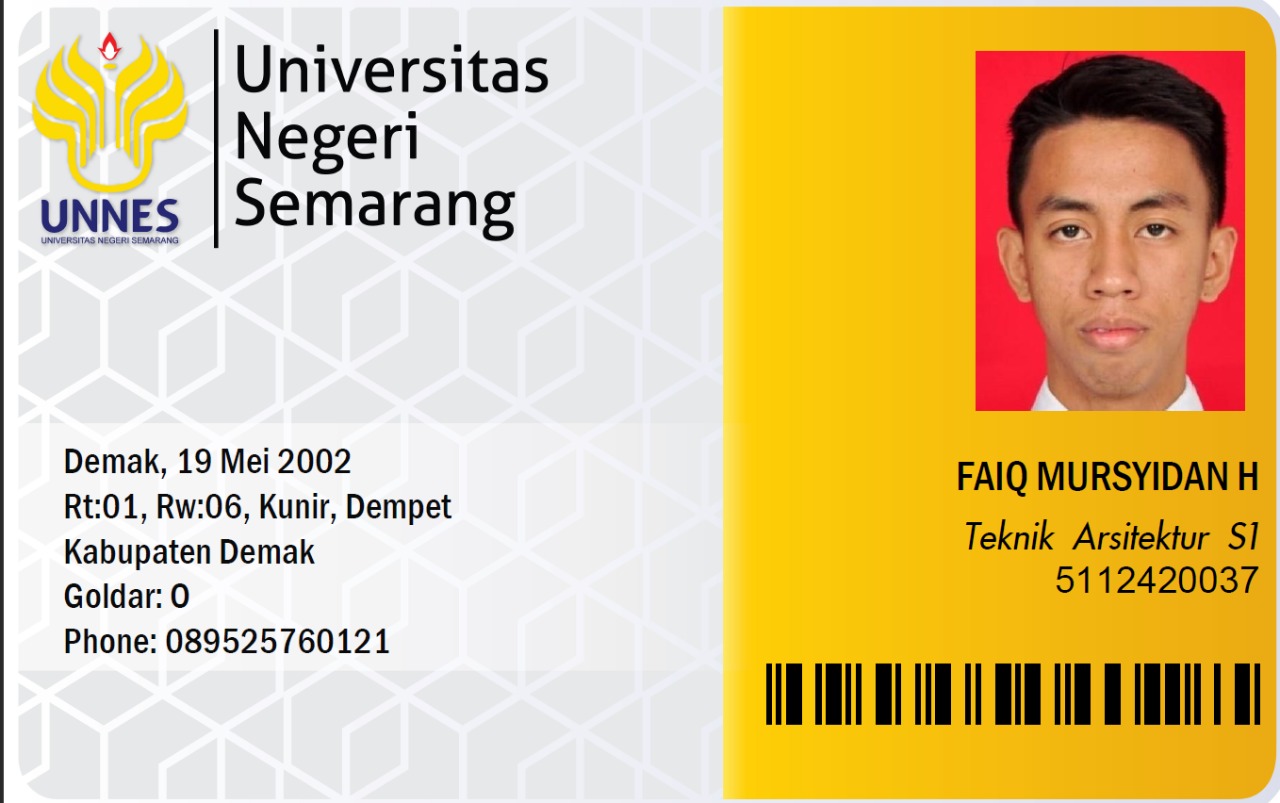 UNNES
UNIVERSITAS NEGERI SEMARANG
Universitas
Negeri
Semarang
Demak, 19 Mei 2002
Rt:01, Rw:06, Kunir, Dempet
Kabupaten Demak
Goldar: O
Phone: 089525760121
FAIQ MURSYIDAN H
Teknik Arsitektur S1
5112420037